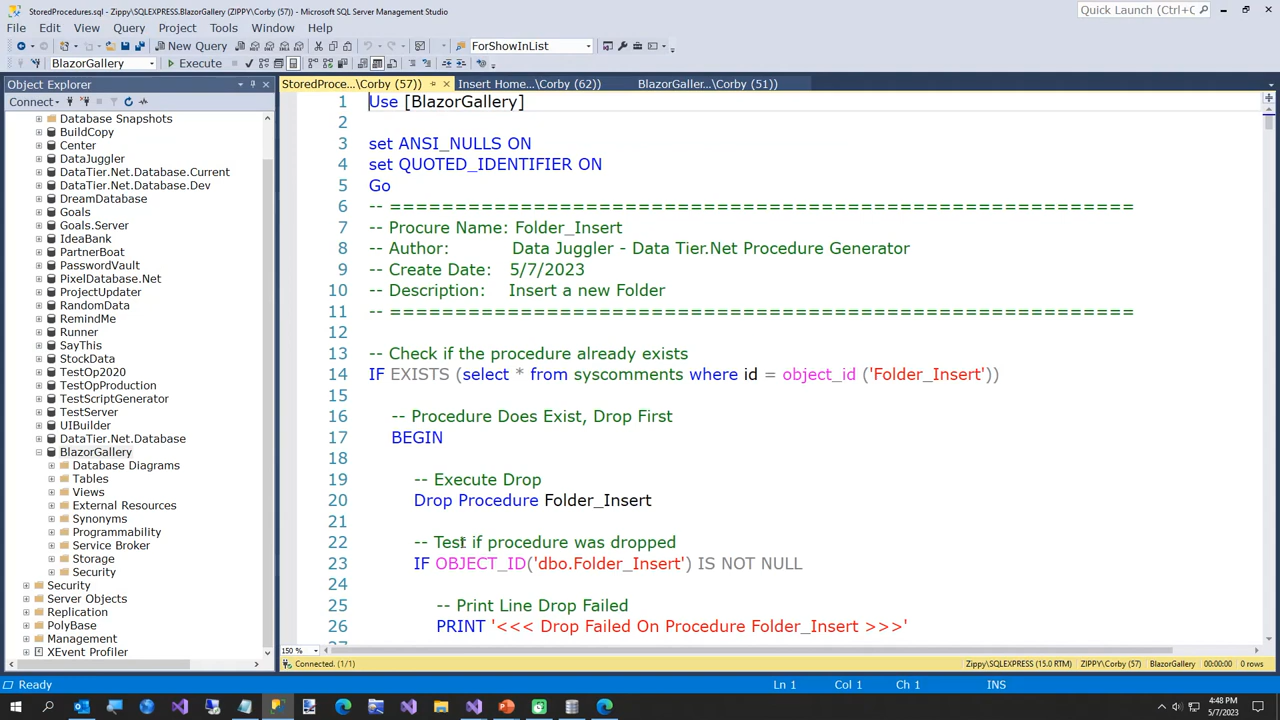 StoredProcedures.sql - Zippy\SQLEXPRESS.BlazorGallery (ZIPPY\Corby (57)) - Microsoft SQL Server Management Studio
Quick Launch (Ctrl+Q)
File Edit View Query Project Tools Window Help
New Query
ForShowInList
BlazorGallery
Execute
Object Explorer
StoredProce...\Corby (57))
Insert Home...\Corby (62))
BlazorGaller...\Corby (51))
Connect
Database Snapshots
BuildCopy
Center
DataJuggler
DataTier.Net.Database.Current
DataTier.Net.Database.Dev
DreamDatabase
Goals
Goals.Server
IdeaBank
PartnerBoat
PasswordVault
PixelDatabase.Net
ProjectUpdater
RandomData
RemindMe
Runner
SayThis
StockData
TestOp2020
TestOpProduction
TestScriptGenerator
TestServer
UIBuilder
DataTier.Net.Database
BlazorGallery
Database Diagrams
Tables
Views
External Resources
Synonyms
Programmability
Service Broker
Storage
Security
Security
Server Objects
Replication
PolyBase
Management
XEvent Profiler
1 Use [BlazorGallery]
2
3 set ANSI_NULLS ON
4 set QUOTED_IDENTIFIER ON
5 Go
6 -- =========================================================
7 -- Procure Name: Folder_Insert
8 -- Author: Data Juggler - Data Tier.Net Procedure Generator
9 -- Create Date: 5/7/2023
10 -- Description: Insert a new Folder
11 -- =========================================================
12
13 -- Check if the procedure already exists
14 IF EXISTS (select * from syscomments where id = object_id ('Folder_Insert'))
15
16 -- Procedure Does Exist, Drop First
17 BEGIN
18
19 -- Execute Drop
20 Drop Procedure Folder_Insert
21
22 -- Test if procedure was dropped
23 IF OBJECT_ID('dbo.Folder_Insert') IS NOT NULL
24
25 -- Print Line Drop Failed
26 PRINT '<<< Drop Failed On Procedure Folder_Insert >>>'
150 %
Connected. (1/1)
Zippy\SQLEXPRESS (15.0 RTM)
ZIPPY\Corby (57)
BlazorGallery
00:00:00
0 rows
Ready
Ln 1
Col 1
Ch 1
INS
4:48 PM
5/7/2023